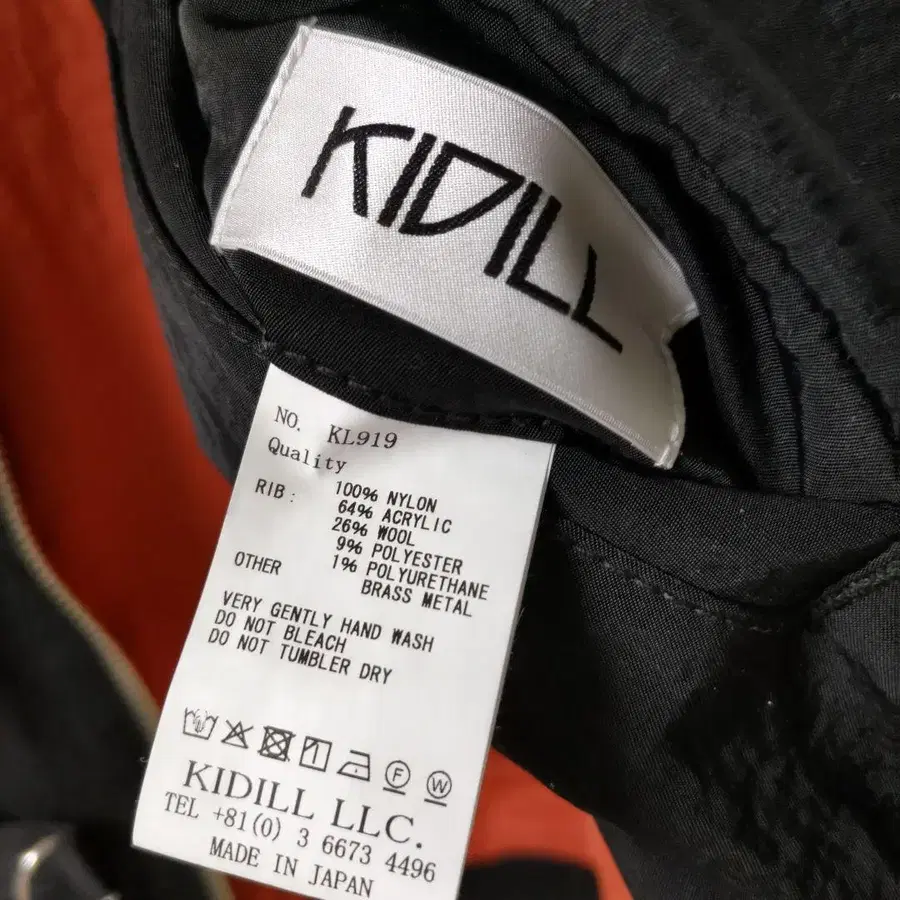 KIDILL
NO. KL919
Quality
100% NYLON
RIB: 64% ACRYLIC
26% WOOL
9% POLYESTER
1% POLYURETHANE
OTHER BRASS METAL
VERY GENTLY HAND WASH
DO NOT BLEACH
DO NOT TUMBLER DRY
F W
KIDILL LLC.
TEL +81(0) 3 6673 4496
MADE IN JAPAN